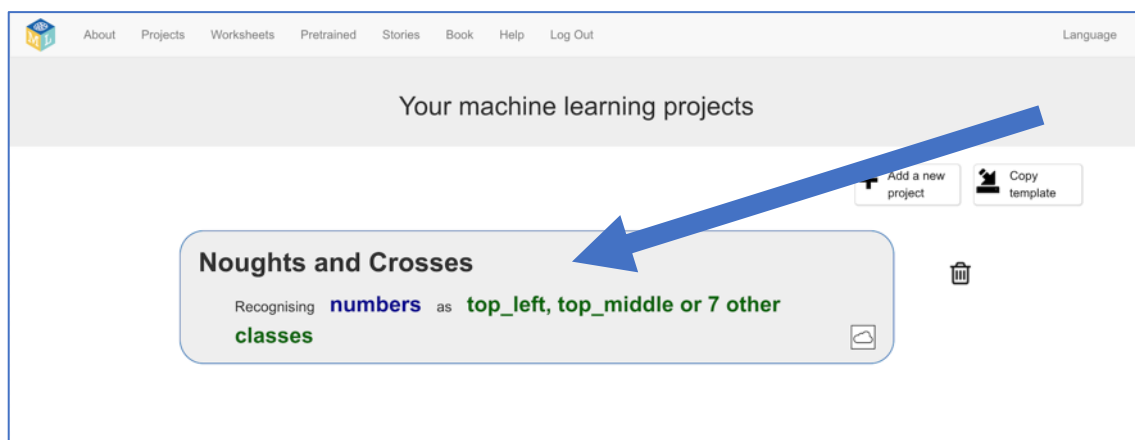 About Projects Worksheets Pretrained Stories Book Help Log Out Language
Your machine learning projects
Add a new
project
Copy
template
Noughts and Crosses
Recognising numbers as top_left, top_middle or 7 other
classes